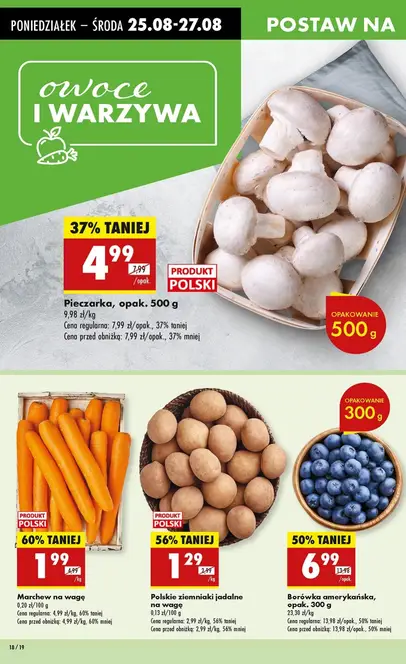 PONIEDZIAŁEK – ŚRODA 25.08-27.08
POSTAW NA
owoce
I WARZYWA
37% TANIEJ
4 99
7,99
/opak.
PRODUKT
POLSKI
Pieczarka, opak. 500 g
9,98 zł/kg
Cena regularna: 7,99 zł/opak., 37% taniej
Cena przed obniżką: 7,99 zł/opak., 37% mniej
OPAKOWANIE
500 g
OPAKOWANIE
300 g
PRODUKT
POLSKI
60% TANIEJ
1 99
4,99
/kg
Marchew na wagę
0,20 zł/100 g
Cena regularna: 4,99 zł/kg, 60% taniej
Cena przed obniżką: 4,99 zł/kg, 60% mniej
PRODUKT
POLSKI
56% TANIEJ
1 29
2,99
/kg
Polskie ziemniaki jadalne
na wagę
0,13 zł/100 g
Cena regularna: 2,99 zł/kg, 56% taniej
Cena przed obniżką: 2,99 zł/kg, 56% mniej
50% TANIEJ
6 99
13,98
/opak.
Borówka amerykańska,
opak. 300 g
23,30 zł/kg
Cena regularna: 13,98 zł/opak., 50% taniej
Cena przed obniżką: 13,98 zł/opak., 50% mniej
18 / 19